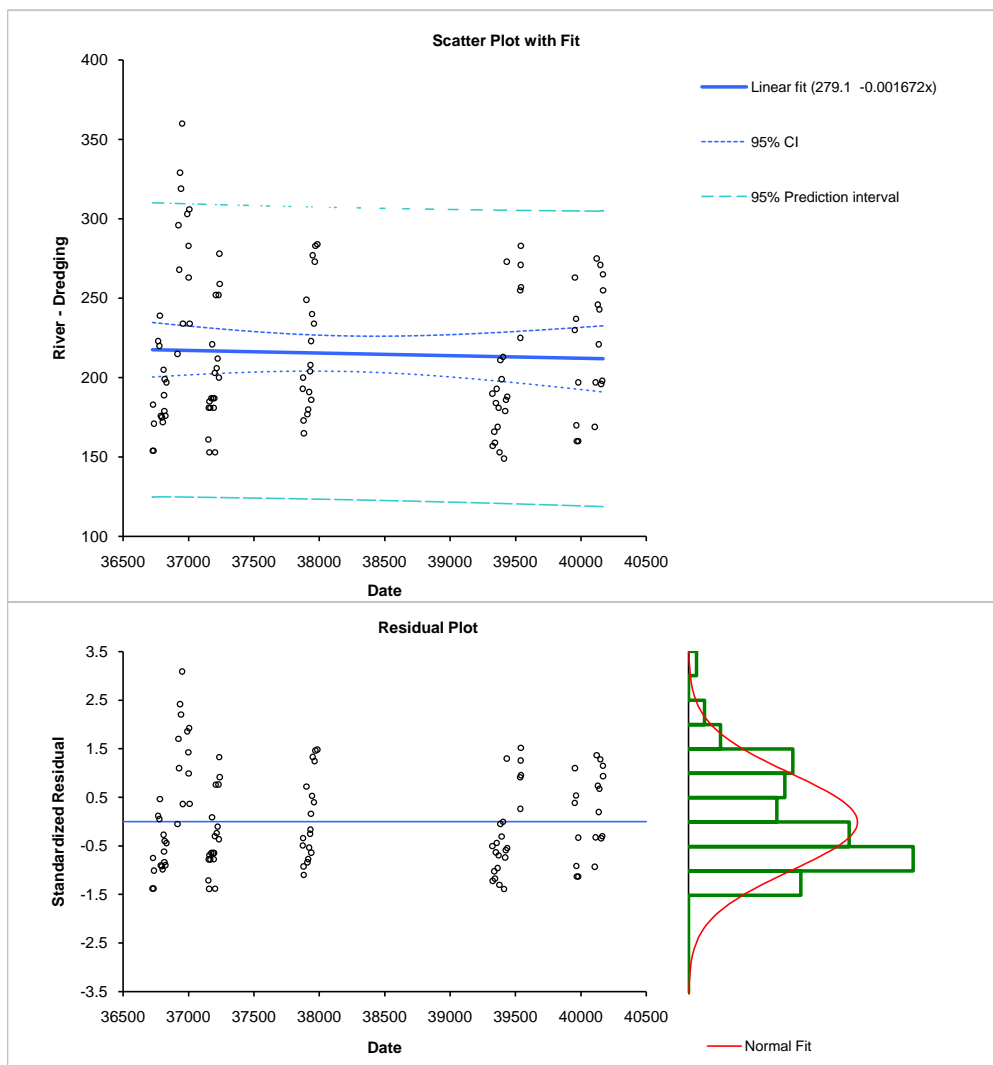 Scatter Plot with Fit
400
350
300
250
200
150
100
River - Dredging
36500 37000 37500 38000 38500 39000 39500 40000 40500
Date
Linear fit (279.1 -0.001672x)
95% CI
95% Prediction interval
Residual Plot
3.5
2.5
1.5
0.5
-0.5
-1.5
-2.5
-3.5
Standardized Residual
36500 37000 37500 38000 38500 39000 39500 40000 40500
Date
Normal Fit